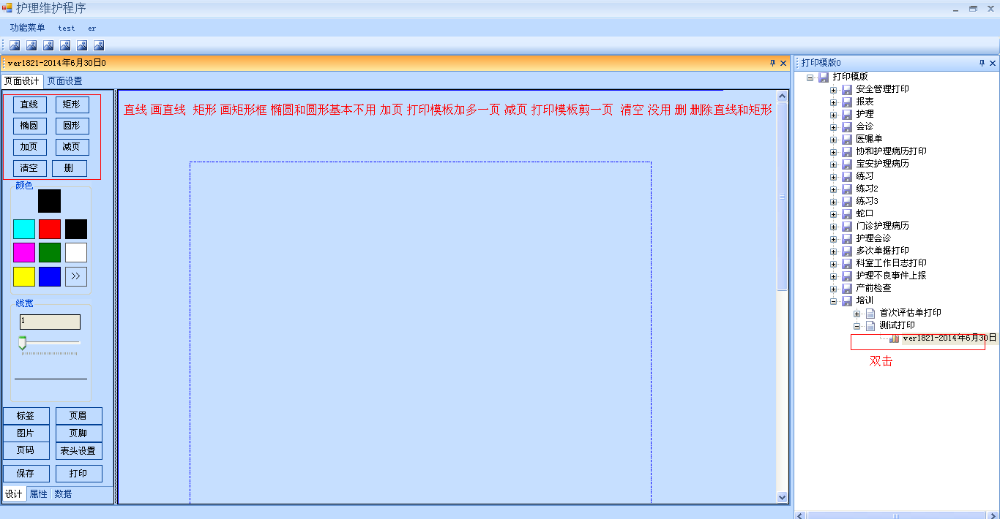 护理维护程序
功能菜单 test er
ver1821-2014年6月30日0
页面设计 页面设置
直线 矩形
椭圆 圆形
加页 减页
清空 删
颜色
>>
线宽
1
标签 页眉
图片 页脚
页码 表头设置
保存 打印
设计 属性 数据
直线 画直线 矩形 画矩形框 椭圆和圆形基本不用 加页 打印模板加多一页 减页 打印模板剪一页 清空 没用 删 删除直线和矩形
打印模版0
打印模版
安全管理打印
报表
护理
会诊
医嘱单
协和护理病历打印
宝安护理病历
练习
练习2
练习3
蛇口
门诊护理病历
护理会诊
多次单据打印
科室工作日志打印
护理不良事件上报
产前检查
培训
首次评估单打印
测试打印
ver1821-2014年6月30日
双击